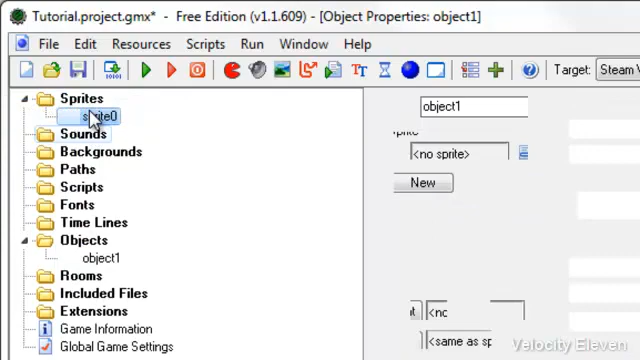 Tutorial.project.gmx* - Free Edition (v1.1.609) - [Object Properties: object1]
File Edit Resources Scripts Run Window Help
Target: Steam
Sprites
sprite0
Sounds
Backgrounds
Paths
Scripts
Fonts
Time Lines
Objects
object1
Rooms
Included Files
Extensions
Game Information
Global Game Settings
object1
<no sprite>
New
<same as sp
Velocity Eleven